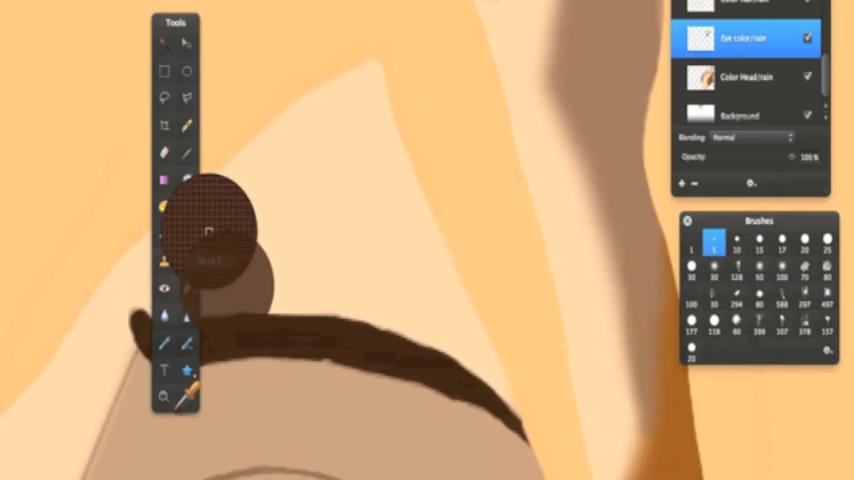 Tools
Eye color/rain
Color Head/rain
Background
Blending: Normal
Opacity: 100%
Brushes
1 5 10 15 17 20 25
30 30 128 50 100 70 80
100 30 294 80 588 297 497
177 119 60 399 107 378 157
20